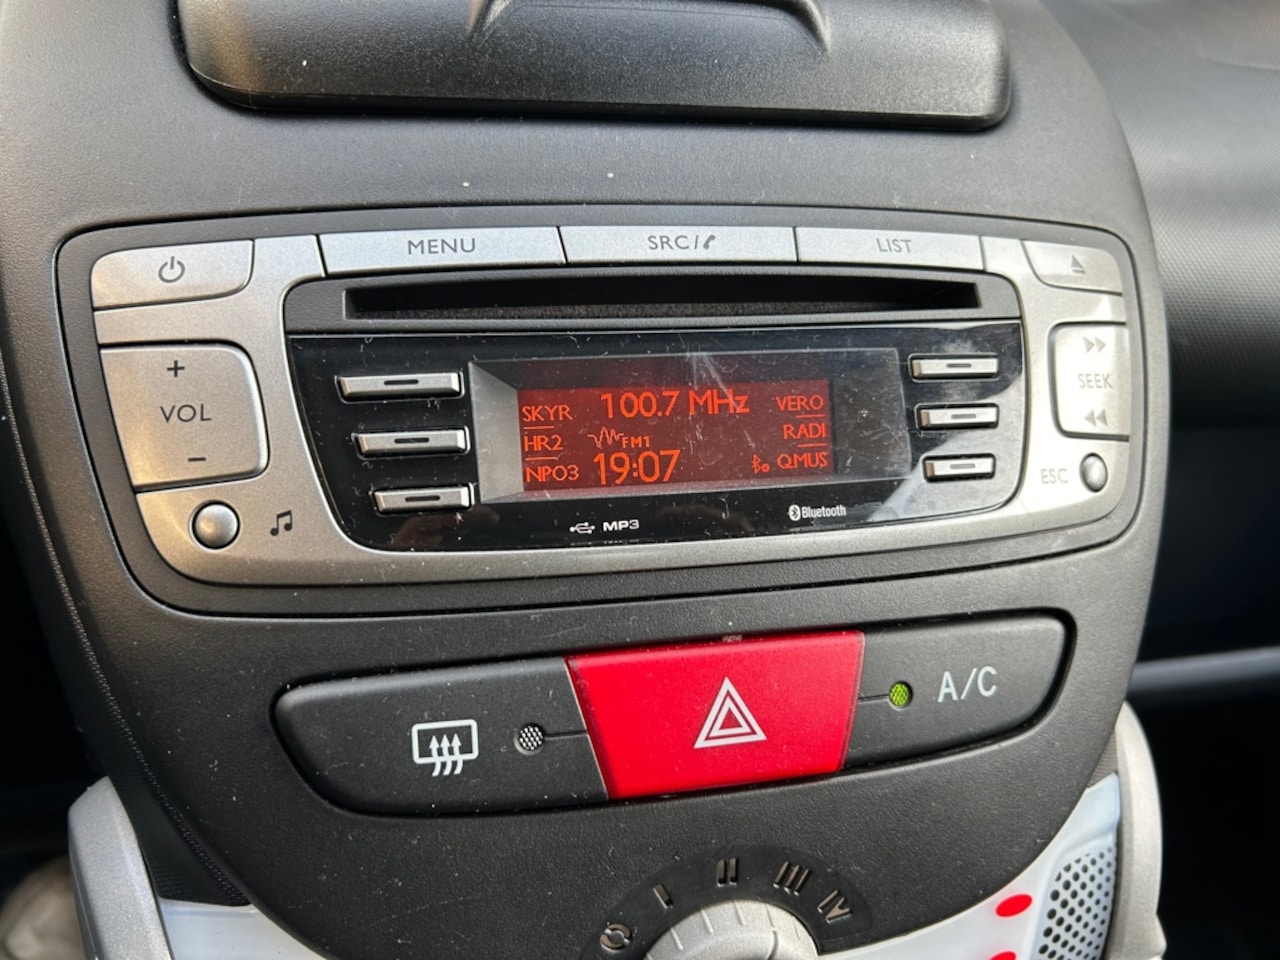 MENU
SRC/
LIST
+
VOL
−
SEEK
ESC
SKYR
100.7 MHz
VERO
HR2
FM1
RADI
NPO3
19:07
QMUS
MP3
Bluetooth
A/C
I
II
III
IV